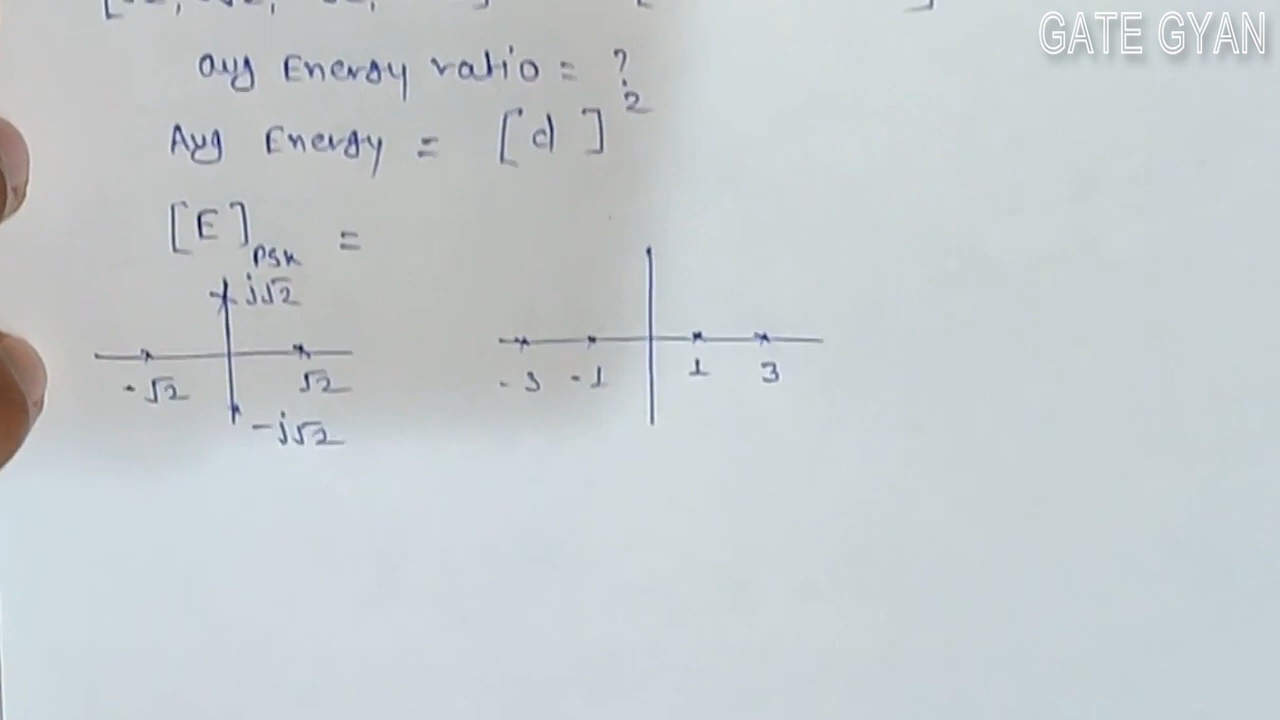 GATE GYAN
Avg Energy ratio = ?
Avg Energy = [d]²
[E]PSK =
j√2
-√2 √2
-j√2
-3 -1 1 3